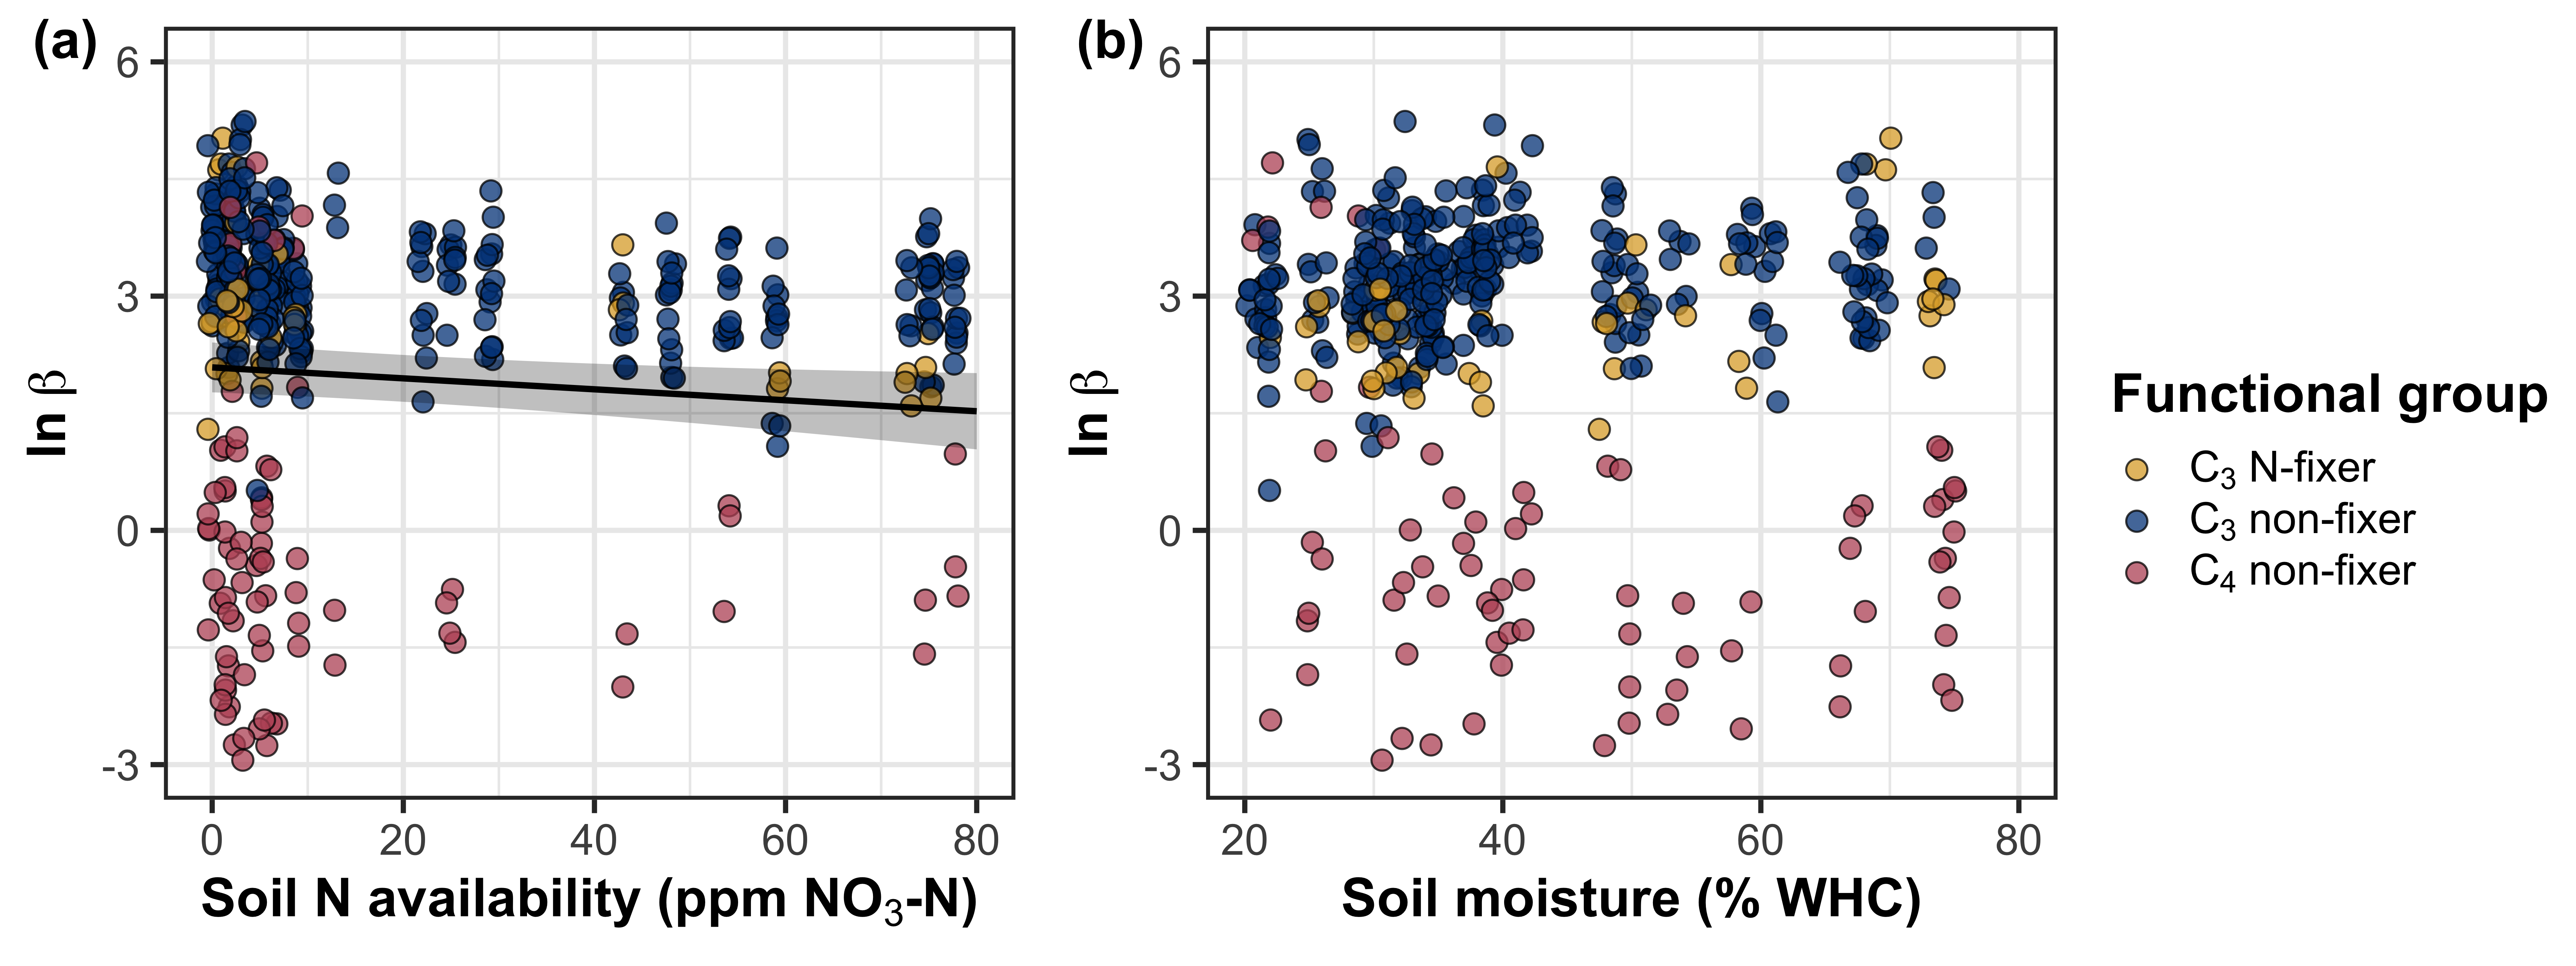 (a)
6
3
0
-3
ln β
0 20 40 60 80
Soil N availability (ppm NO₃-N)
(b)
6
3
0
-3
ln β
20 40 60 80
Soil moisture (% WHC)
Functional group
C₃ N-fixer
C₃ non-fixer
C₄ non-fixer